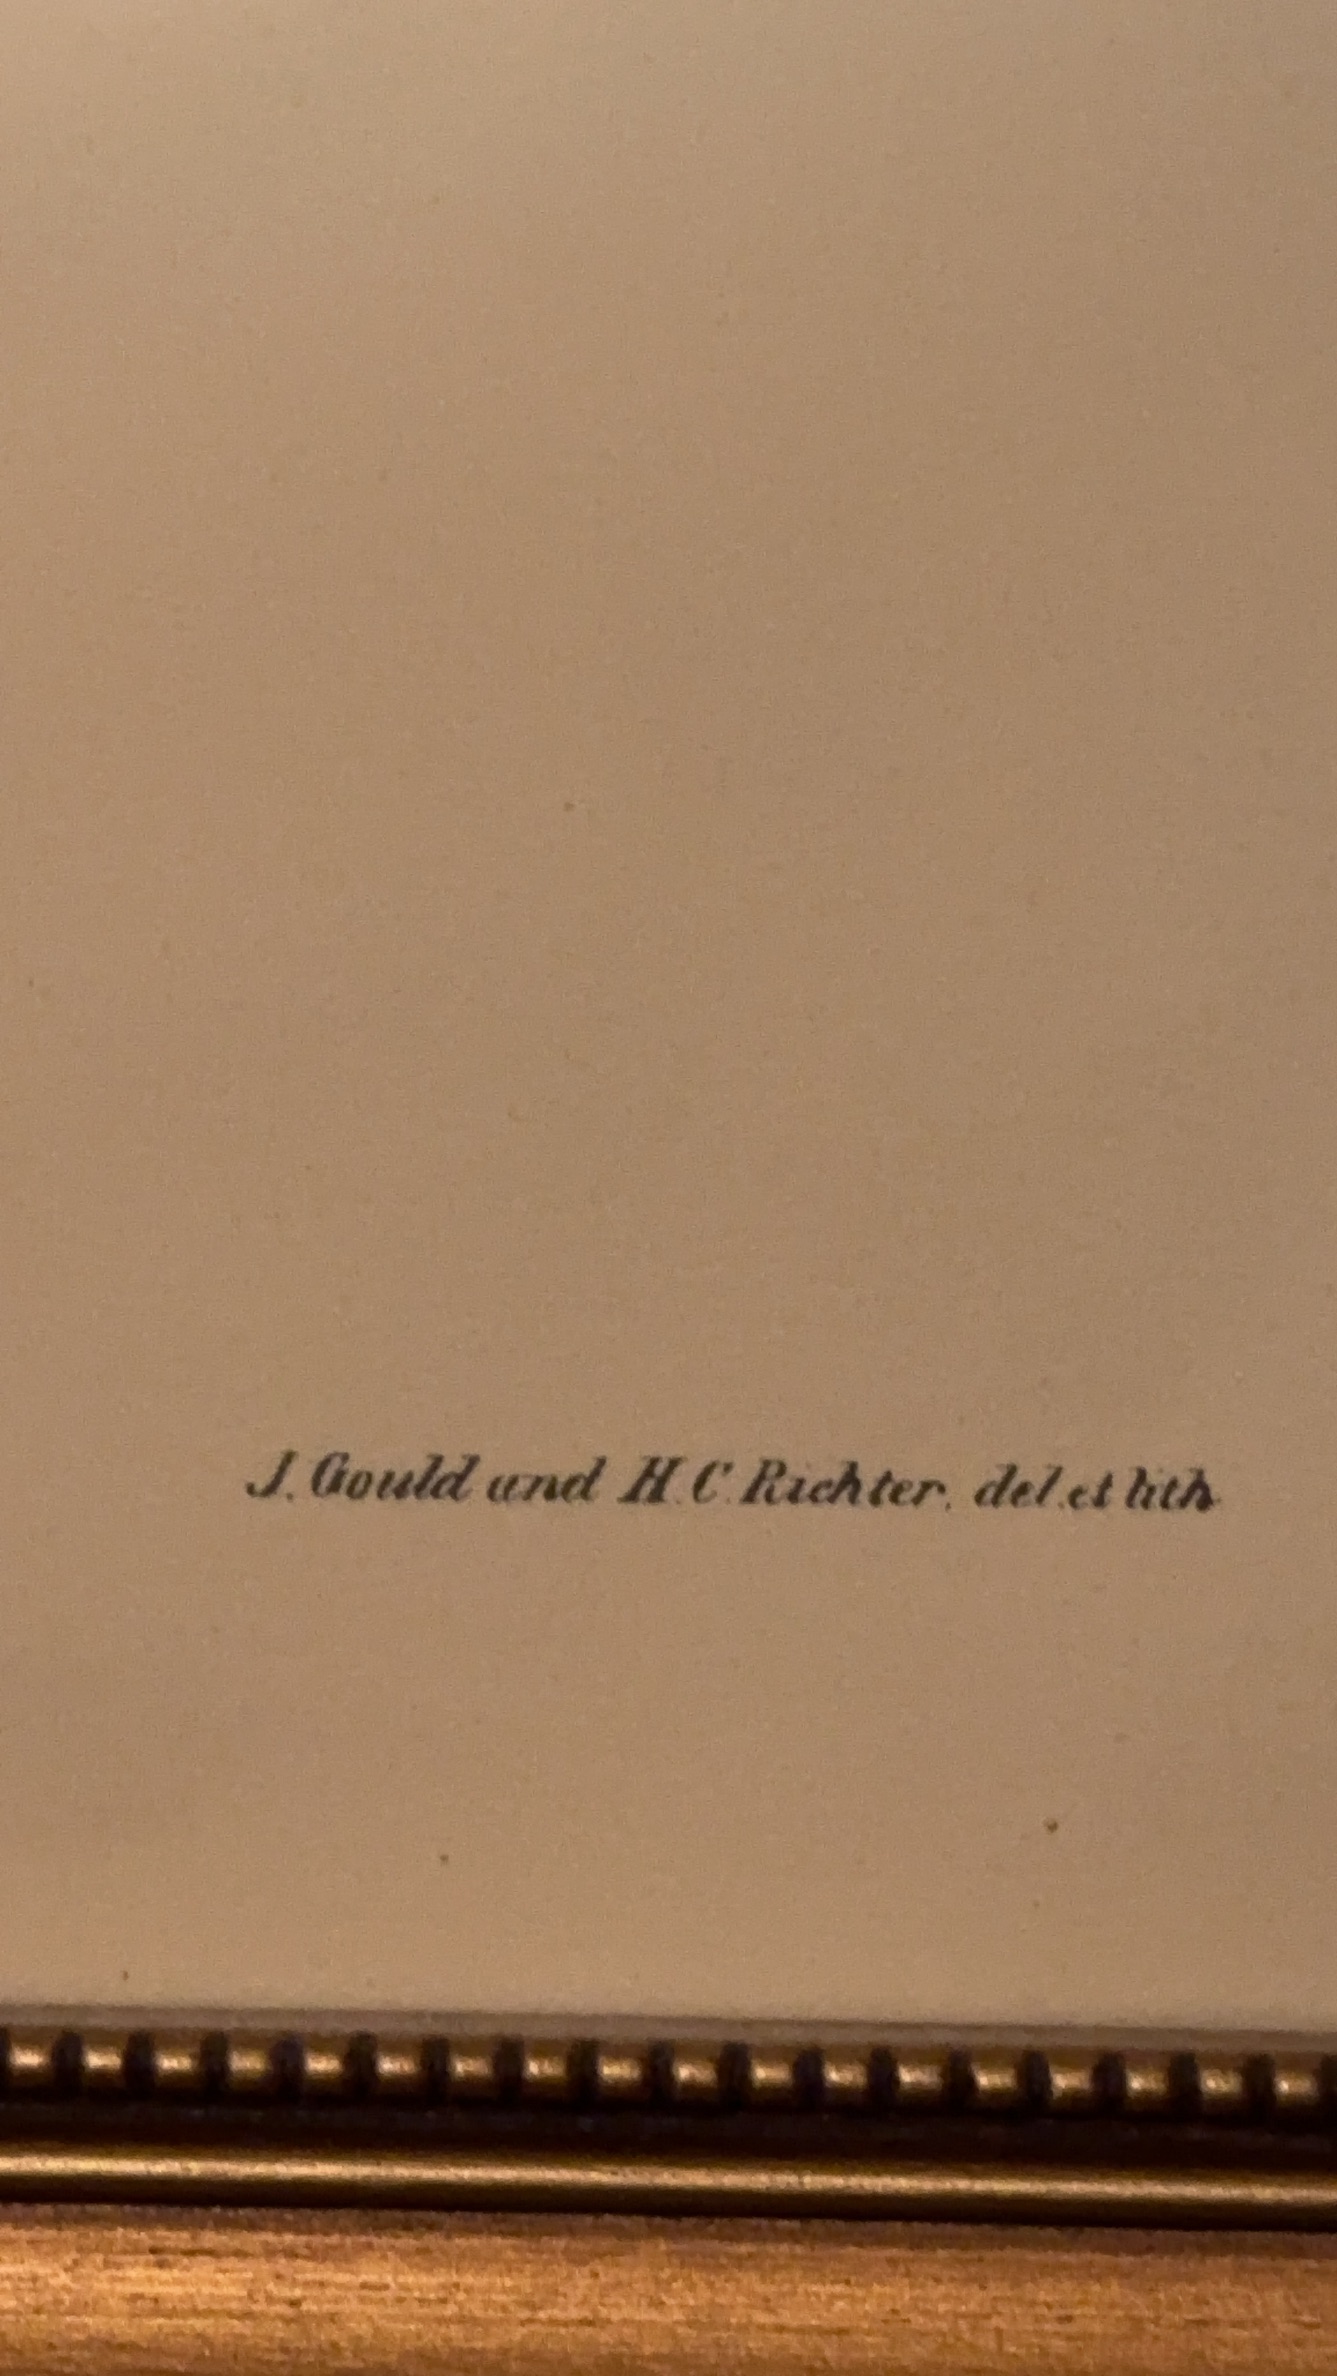 J. Gould and H. C. Richter, del. et lith.